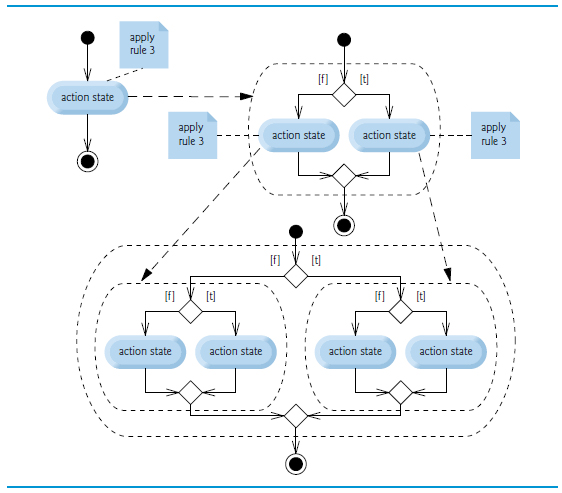 apply
rule 3
action state
[f] [t]
apply
rule 3
action state
action state
apply
rule 3
[f] [t]
[f] [t]
[f] [t]
action state
action state
action state
action state